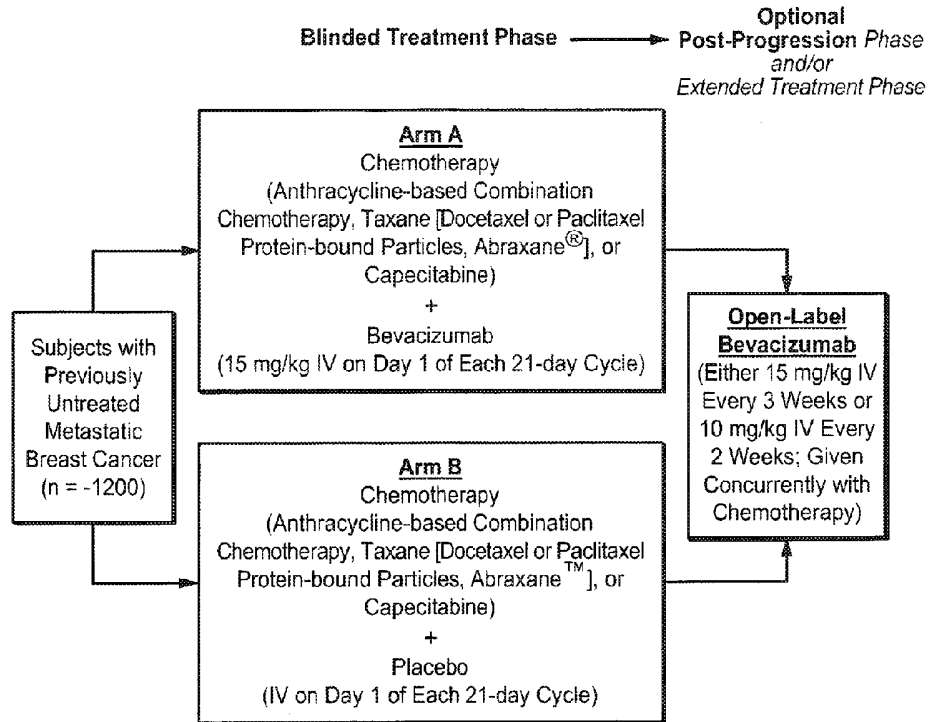 Blinded Treatment Phase
Optional
Post-Progression Phase
and/or
Extended Treatment Phase
Arm A
Chemotherapy
(Anthracycline-based Combination
Chemotherapy, Taxane [Docetaxel or Paclitaxel
Protein-bound Particles, Abraxane®], or
Capecitabine)
+
Bevacizumab
(15 mg/kg IV on Day 1 of Each 21-day Cycle)
Subjects with
Previously
Untreated
Metastatic
Breast Cancer
(n = -1200)
Arm B
Chemotherapy
(Anthracycline-based Combination
Chemotherapy, Taxane [Docetaxel or Paclitaxel
Protein-bound Particles, Abraxane™], or
Capecitabine)
+
Placebo
(IV on Day 1 of Each 21-day Cycle)
Open-Label
Bevacizumab
(Either 15 mg/kg IV
Every 3 Weeks or
10 mg/kg IV Every
2 Weeks; Given
Concurrently with
Chemotherapy)